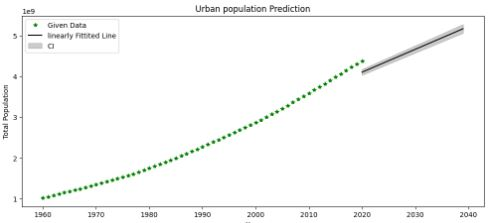 Urban population Prediction
1e9
Given Data
linearly Fittited Line
CI
Total Population
5
4
3
2
1
1960 1970 1980 1990 2000 2010 2020 2030 2040